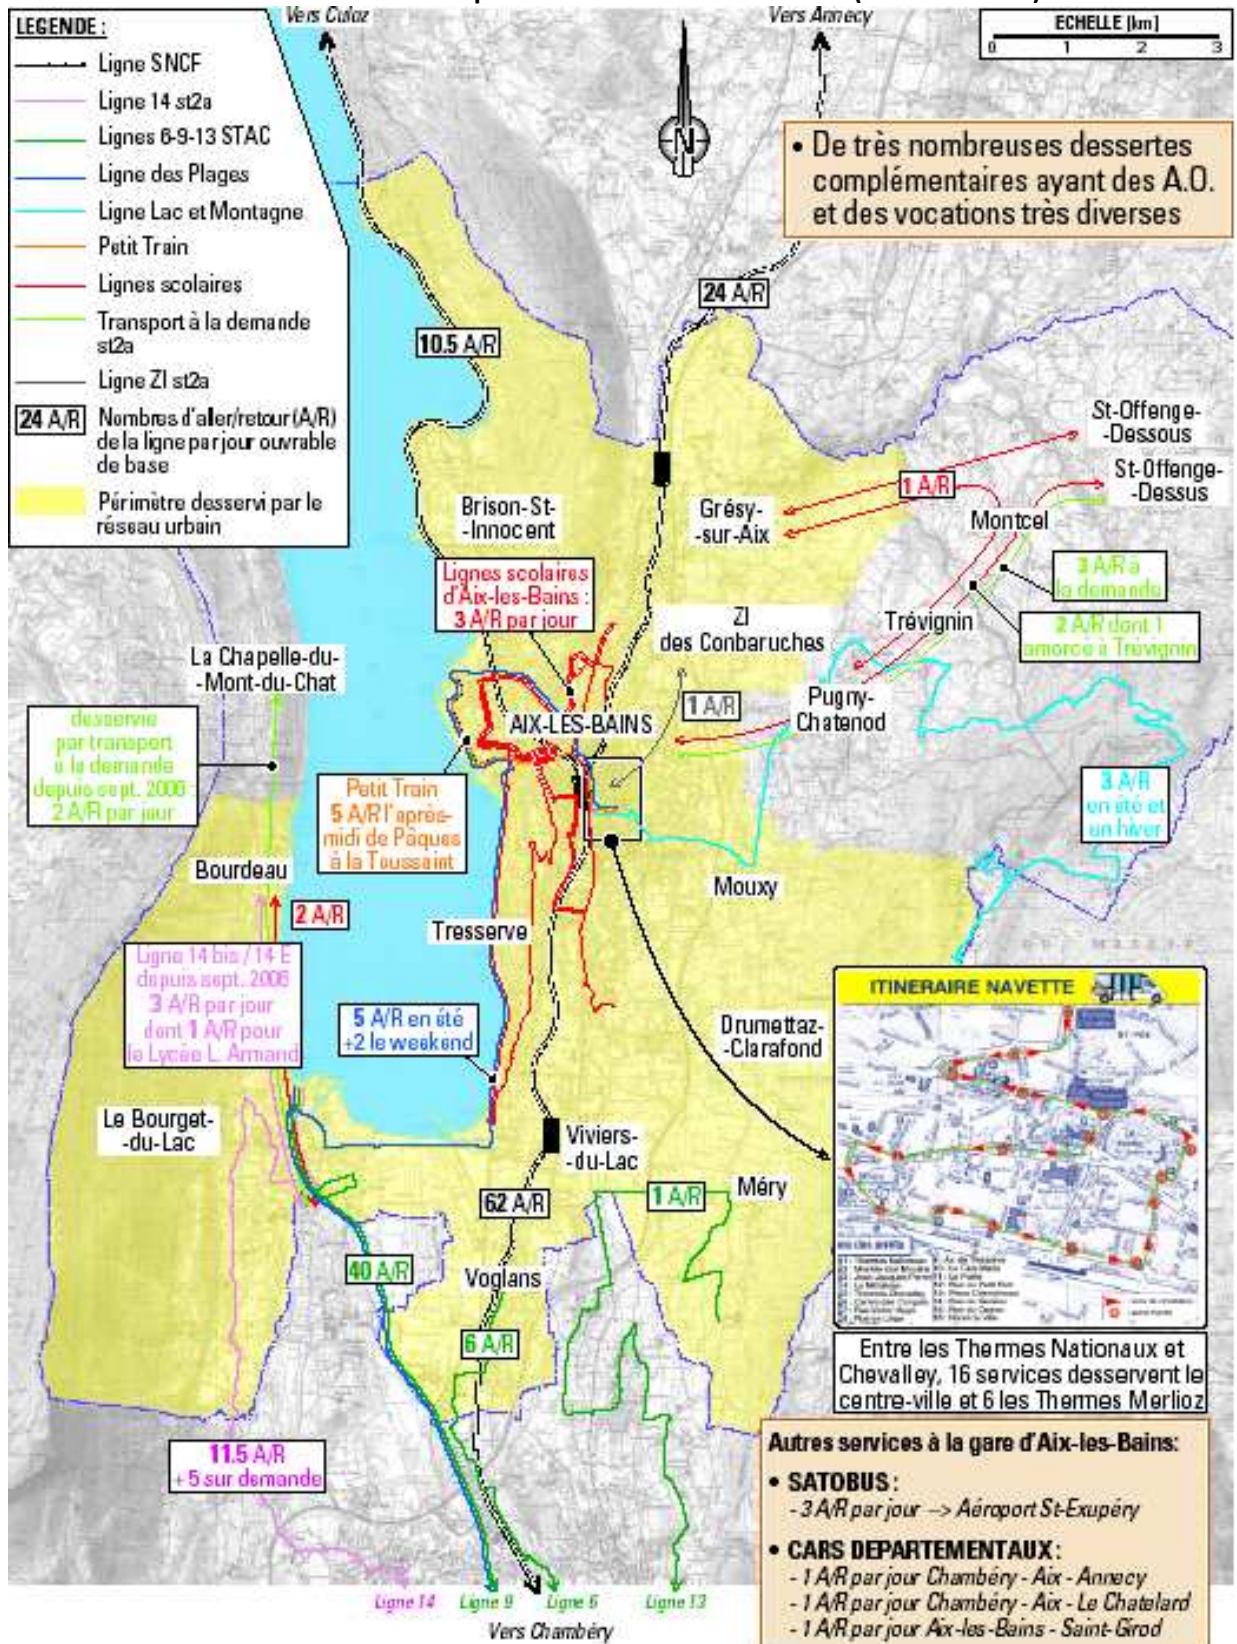 Vers Culoz
Vers Annecy
LEGENDE :
Ligne SNCF
Ligne 14 st2a
Lignes 6-9-13 STAC
Ligne des Plages
Ligne Lac et Montagne
Petit Train
Lignes scolaires
Transport à la demande
st2a
Ligne ZI st2a
24 A/R Nombres d'aller/retour (A/R)
de la ligne par jour ouvrable
de base
Périmètre desservi par le
réseau urbain
ECHELLE [km]
0 1 2 3
N
• De très nombreuses dessertes
complémentaires ayant des A.O.
et des vocations très diverses
24 A/R
10.5 A/R
St-Offenge-
-Dessous
St-Offenge-
-Dessus
1 A/R
Montcel
Brison-St-
-Innocent
Grésy-
-sur-Aix
Lignes scolaires
d'Aix-les-Bains :
3 A/R par jour
3 A/R à
la demande
ZI
des Conbaruches
Trévignin
2 A/R dont 1
amorcé à Trévignin
La Chapelle-du-
-Mont-du-Chat
Pugny-
Chatenod
1 A/R
AIX-LES-BAINS
desservie
par transport
à la demande
depuis sept. 2006 :
2 A/R par jour
Petit Train
5 A/R l'après-
midi de Pâques
à la Toussaint
3 A/R
en été et
un hiver
Bourdeau
Mouxy
2 A/R
Tresserve
Ligne 14 bis / 14 E
depuis sept. 2006
3 A/R par jour
dont 1 A/R pour
le Lycée L. Armand
5 A/R en été
+2 le weekend
Drumettaz-
-Clarafond
ITINERAIRE NAVETTE
Le Bourget-
-du-Lac
Viviers-
-du-Lac
Méry
1 A/R
62 A/R
40 A/R
Voglans
6 A/R
Entre les Thermes Nationaux et
Chevalley, 16 services desservent le
centre-ville et 6 les Thermes Merlioz
11.5 A/R
+ 5 sur demande
Autres services à la gare d'Aix-les-Bains:
• SATOBUS :
- 3 A/R par jour --> Aéroport St-Exupéry
• CARS DEPARTEMENTAUX :
- 1 A/R par jour Chambéry - Aix - Annecy
- 1 A/R par jour Chambéry - Aix - Le Chatelard
- 1 A/R par jour Aix-les-Bains - Saint-Girod
Ligne 14
Ligne 9
Ligne 6
Ligne 13
Vers Chambéry